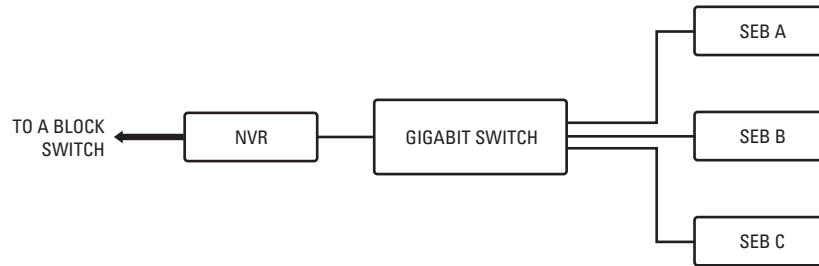 SEB A
TO A BLOCK
SWITCH
NVR
GIGABIT SWITCH
SEB B
SEB C